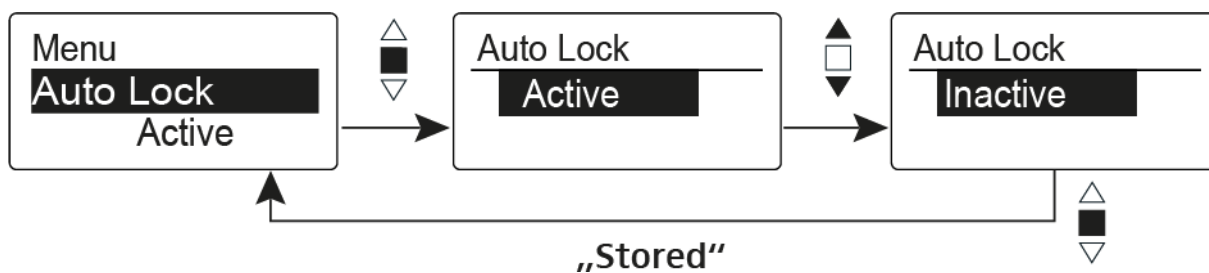 Menu
Auto Lock
Active
Auto Lock
Active
Auto Lock
Inactive
„Stored“